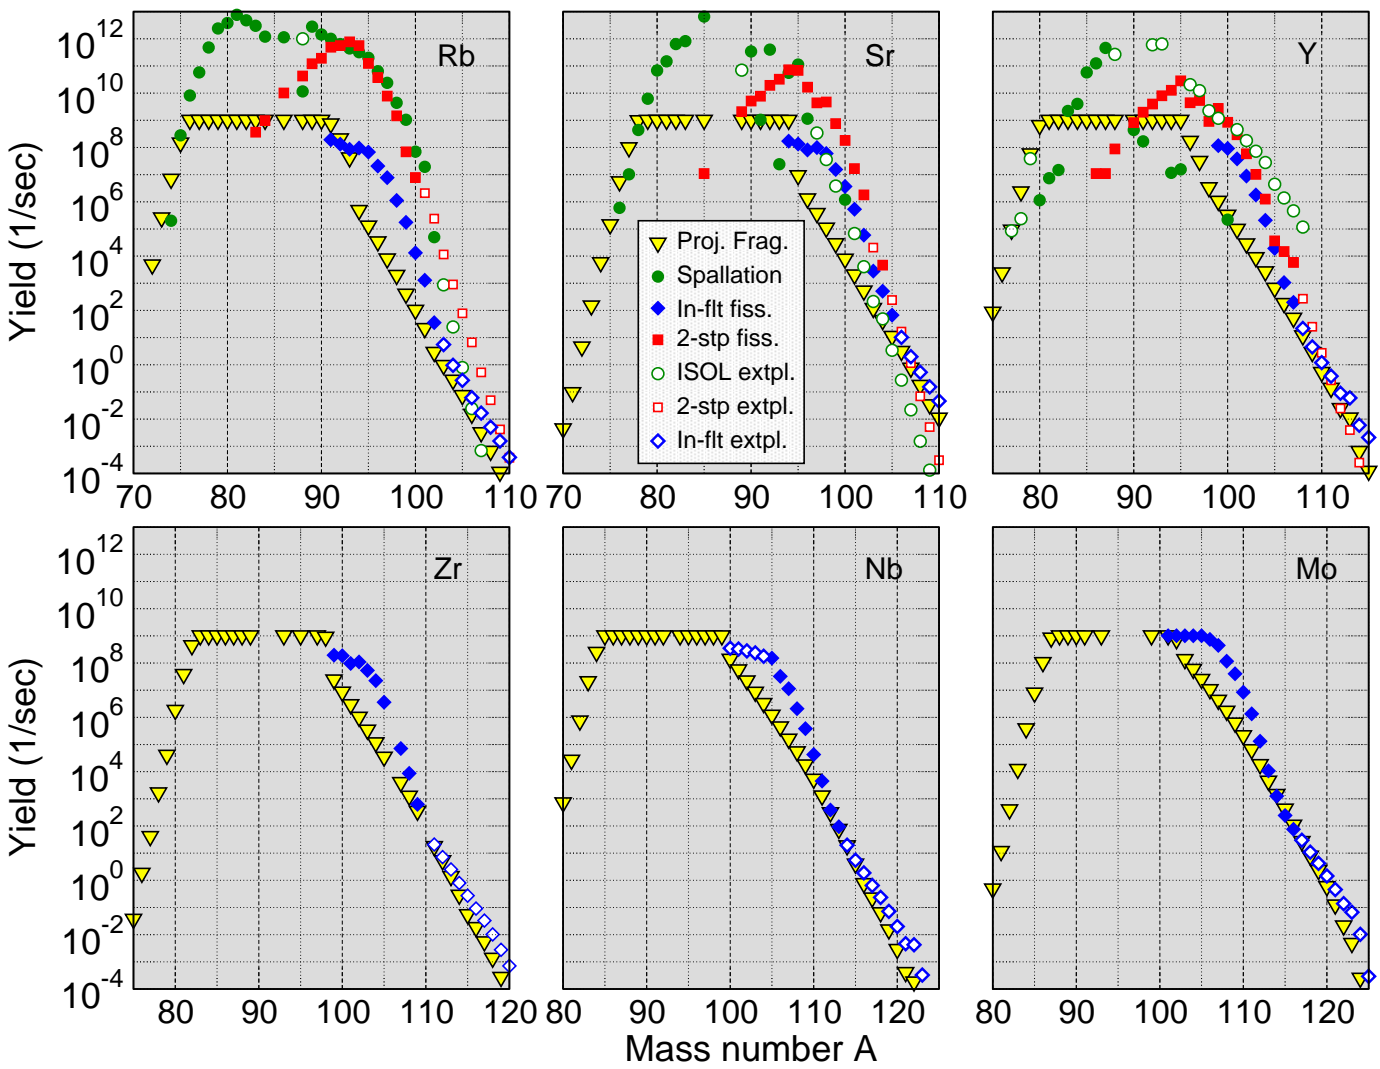 Yield (1/sec)
10^12
10^10
10^8
10^6
10^4
10^2
10^0
10^-2
10^-4
Rb
70 80 90 100 110
Sr
Proj. Frag.
Spallation
In-flt fiss.
2-stp fiss.
ISOL extpl.
2-stp extpl.
In-flt extpl.
70 80 90 100 110
Y
80 90 100 110
Yield (1/sec)
10^12
10^10
10^8
10^6
10^4
10^2
10^0
10^-2
10^-4
Zr
80 90 100 110 120
Nb
80 90 100 110 120
Mo
80 90 100 110 120
Mass number A